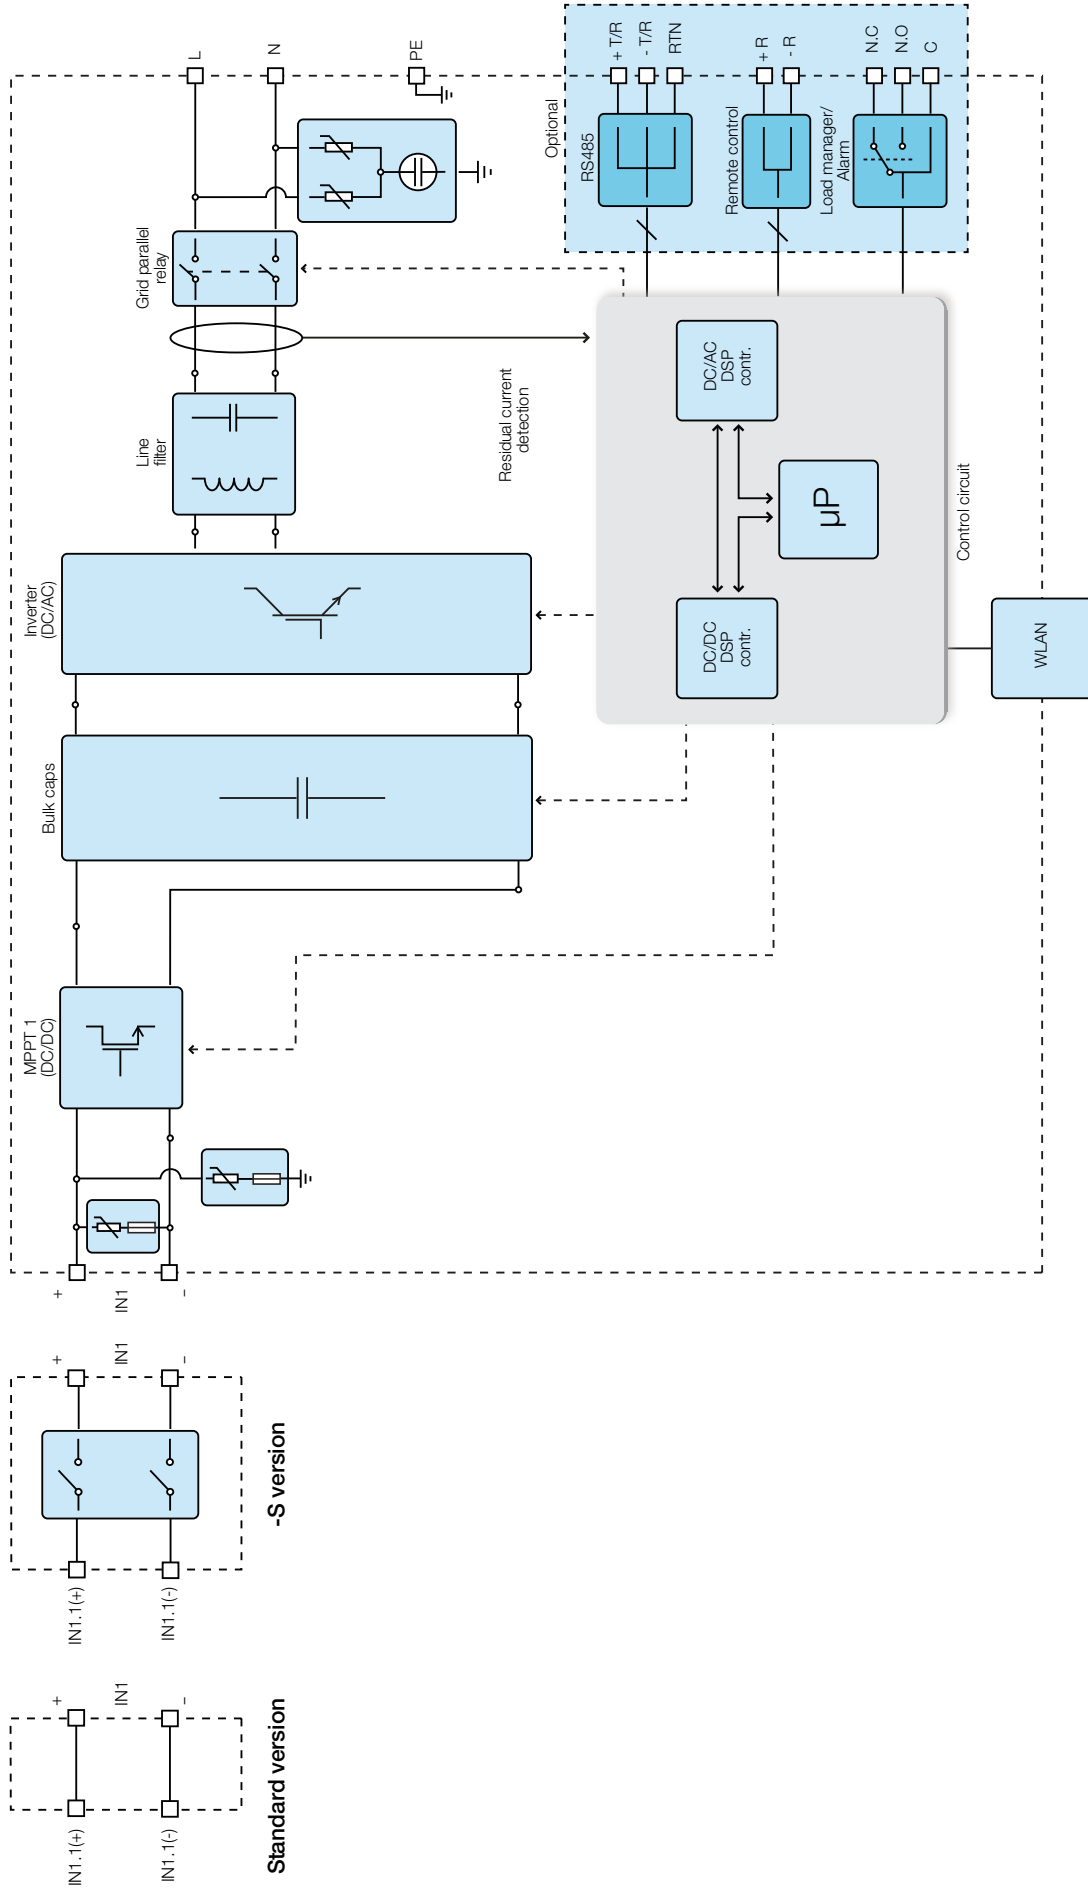 Standard version
IN1.1(+)
IN1.1(-)
+
IN1
–
-S version
IN1.1(+)
IN1.1(-)
+
IN1
–
+
IN1
–
MPPT 1
(DC/DC)
Bulk caps
Inverter
(DC/AC)
Line
filter
Grid parallel
relay
L
N
PE
Residual current
detection
DC/DC
DSP
contr.
DC/AC
DSP
contr.
µP
Control circuit
WLAN
Optional
RS485
+ T/R
- T/R
RTN
Remote control
+ R
- R
Load manager/
Alarm
N.C
N.O
C